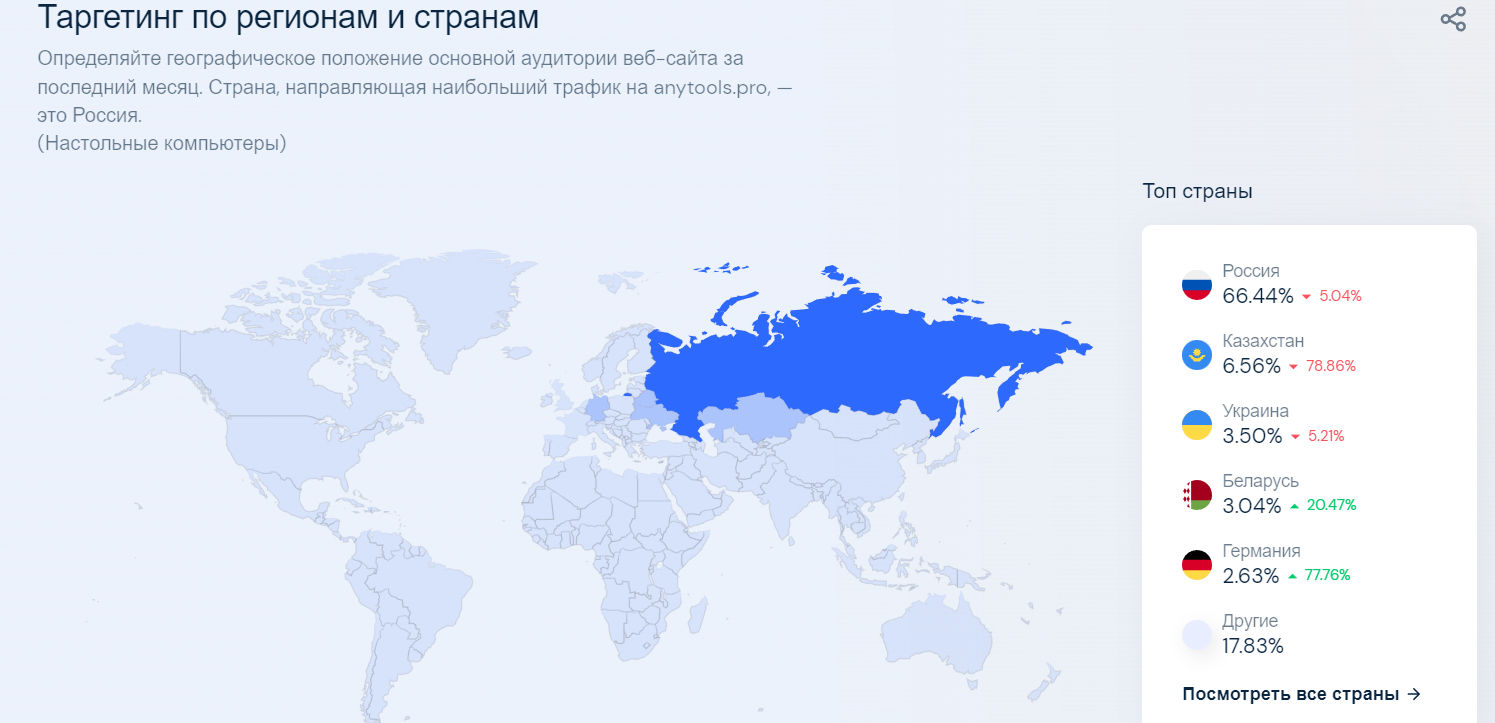 Таргетинг по регионам и странам
Определяйте географическое положение основной аудитории веб-сайта за
последний месяц. Страна, направляющая наибольший трафик на anytools.pro, —
это Россия.
(Настольные компьютеры)
Топ страны
Россия
66.44% 5.04%
Казахстан
6.56% 78.86%
Украина
3.50% 5.21%
Беларусь
3.04% 20.47%
Германия
2.63% 77.76%
Другие
17.83%
Посмотреть все страны →